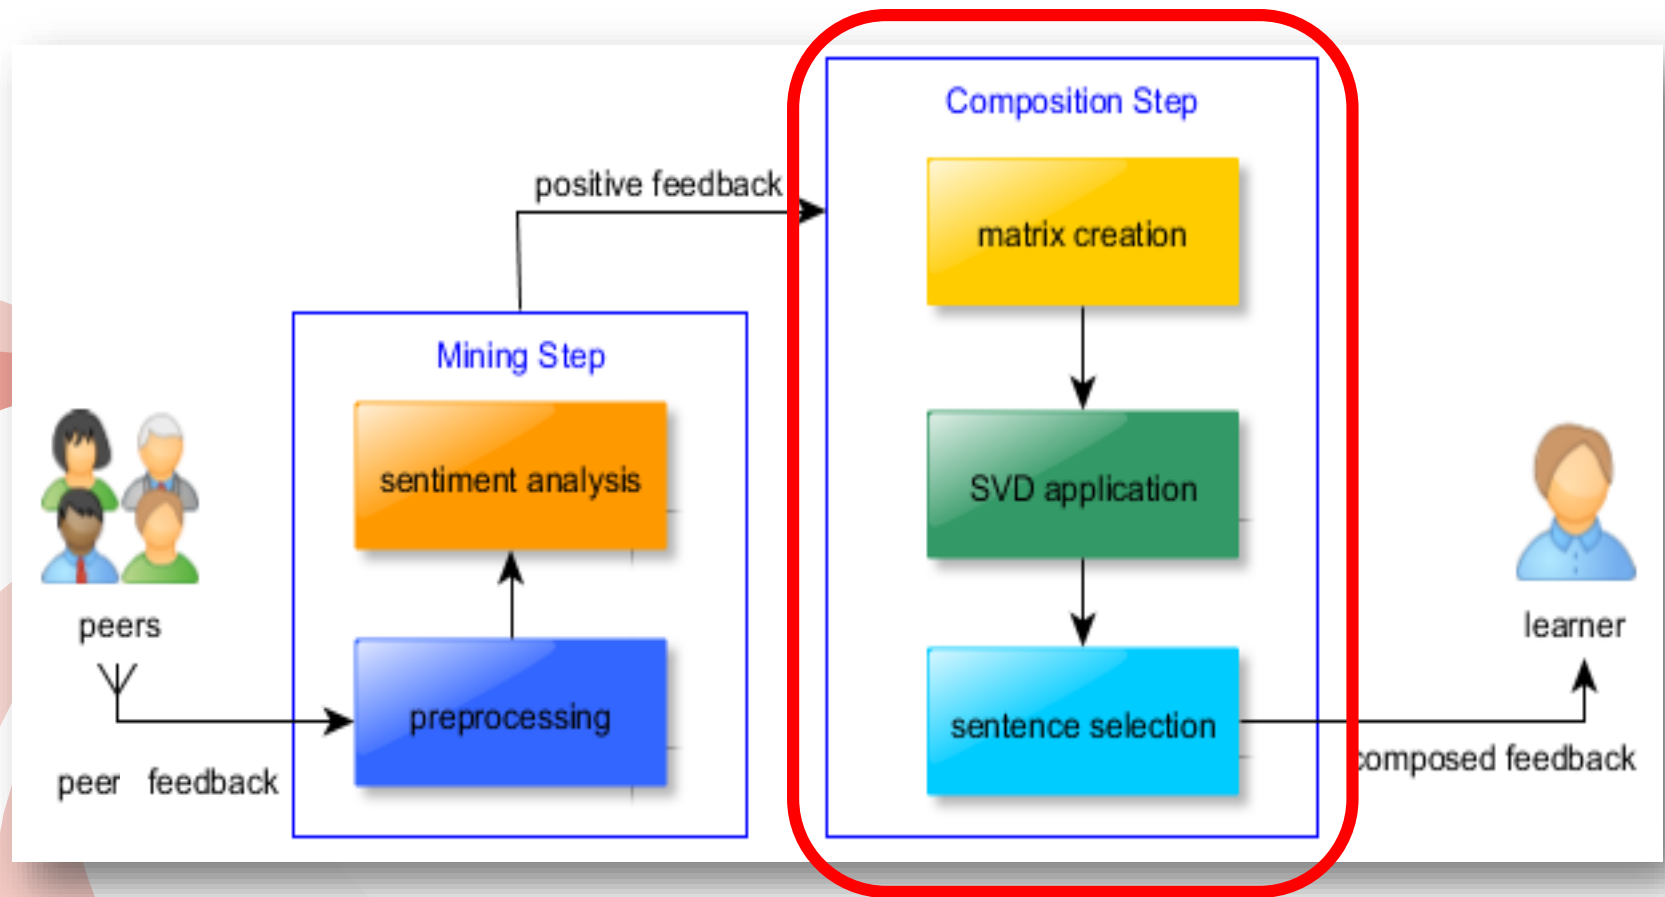 Composition Step
positive feedback
matrix creation
Mining Step
sentiment analysis
SVD application
peers
learner
preprocessing
sentence selection
peer feedback
composed feedback